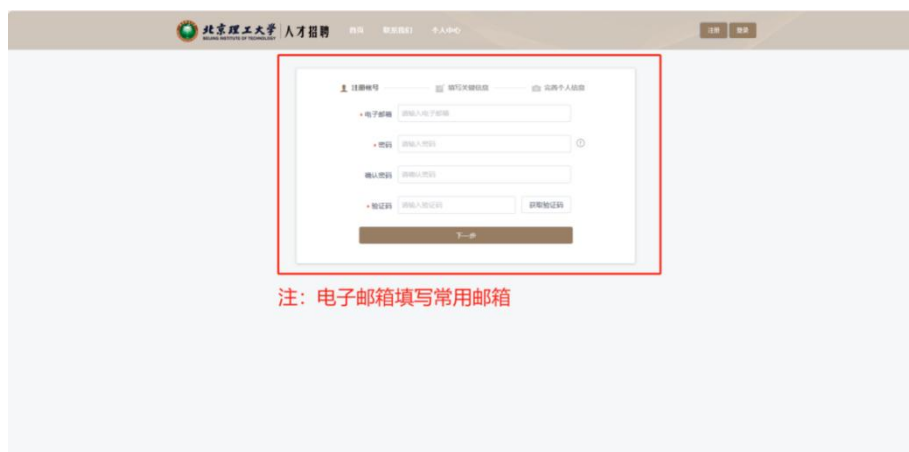 北京理工大学 人才招聘 首页 联系我们 个人中心 注册 登录
BEIJING INSTITUTE OF TECHNOLOGY
注册帐号 填写关键信息 完善个人信息
* 电子邮箱 请输入电子邮箱
* 密码 请输入密码
确认密码 请确认密码
* 验证码 请输入验证码 获取验证码
下一步
注：电子邮箱填写常用邮箱